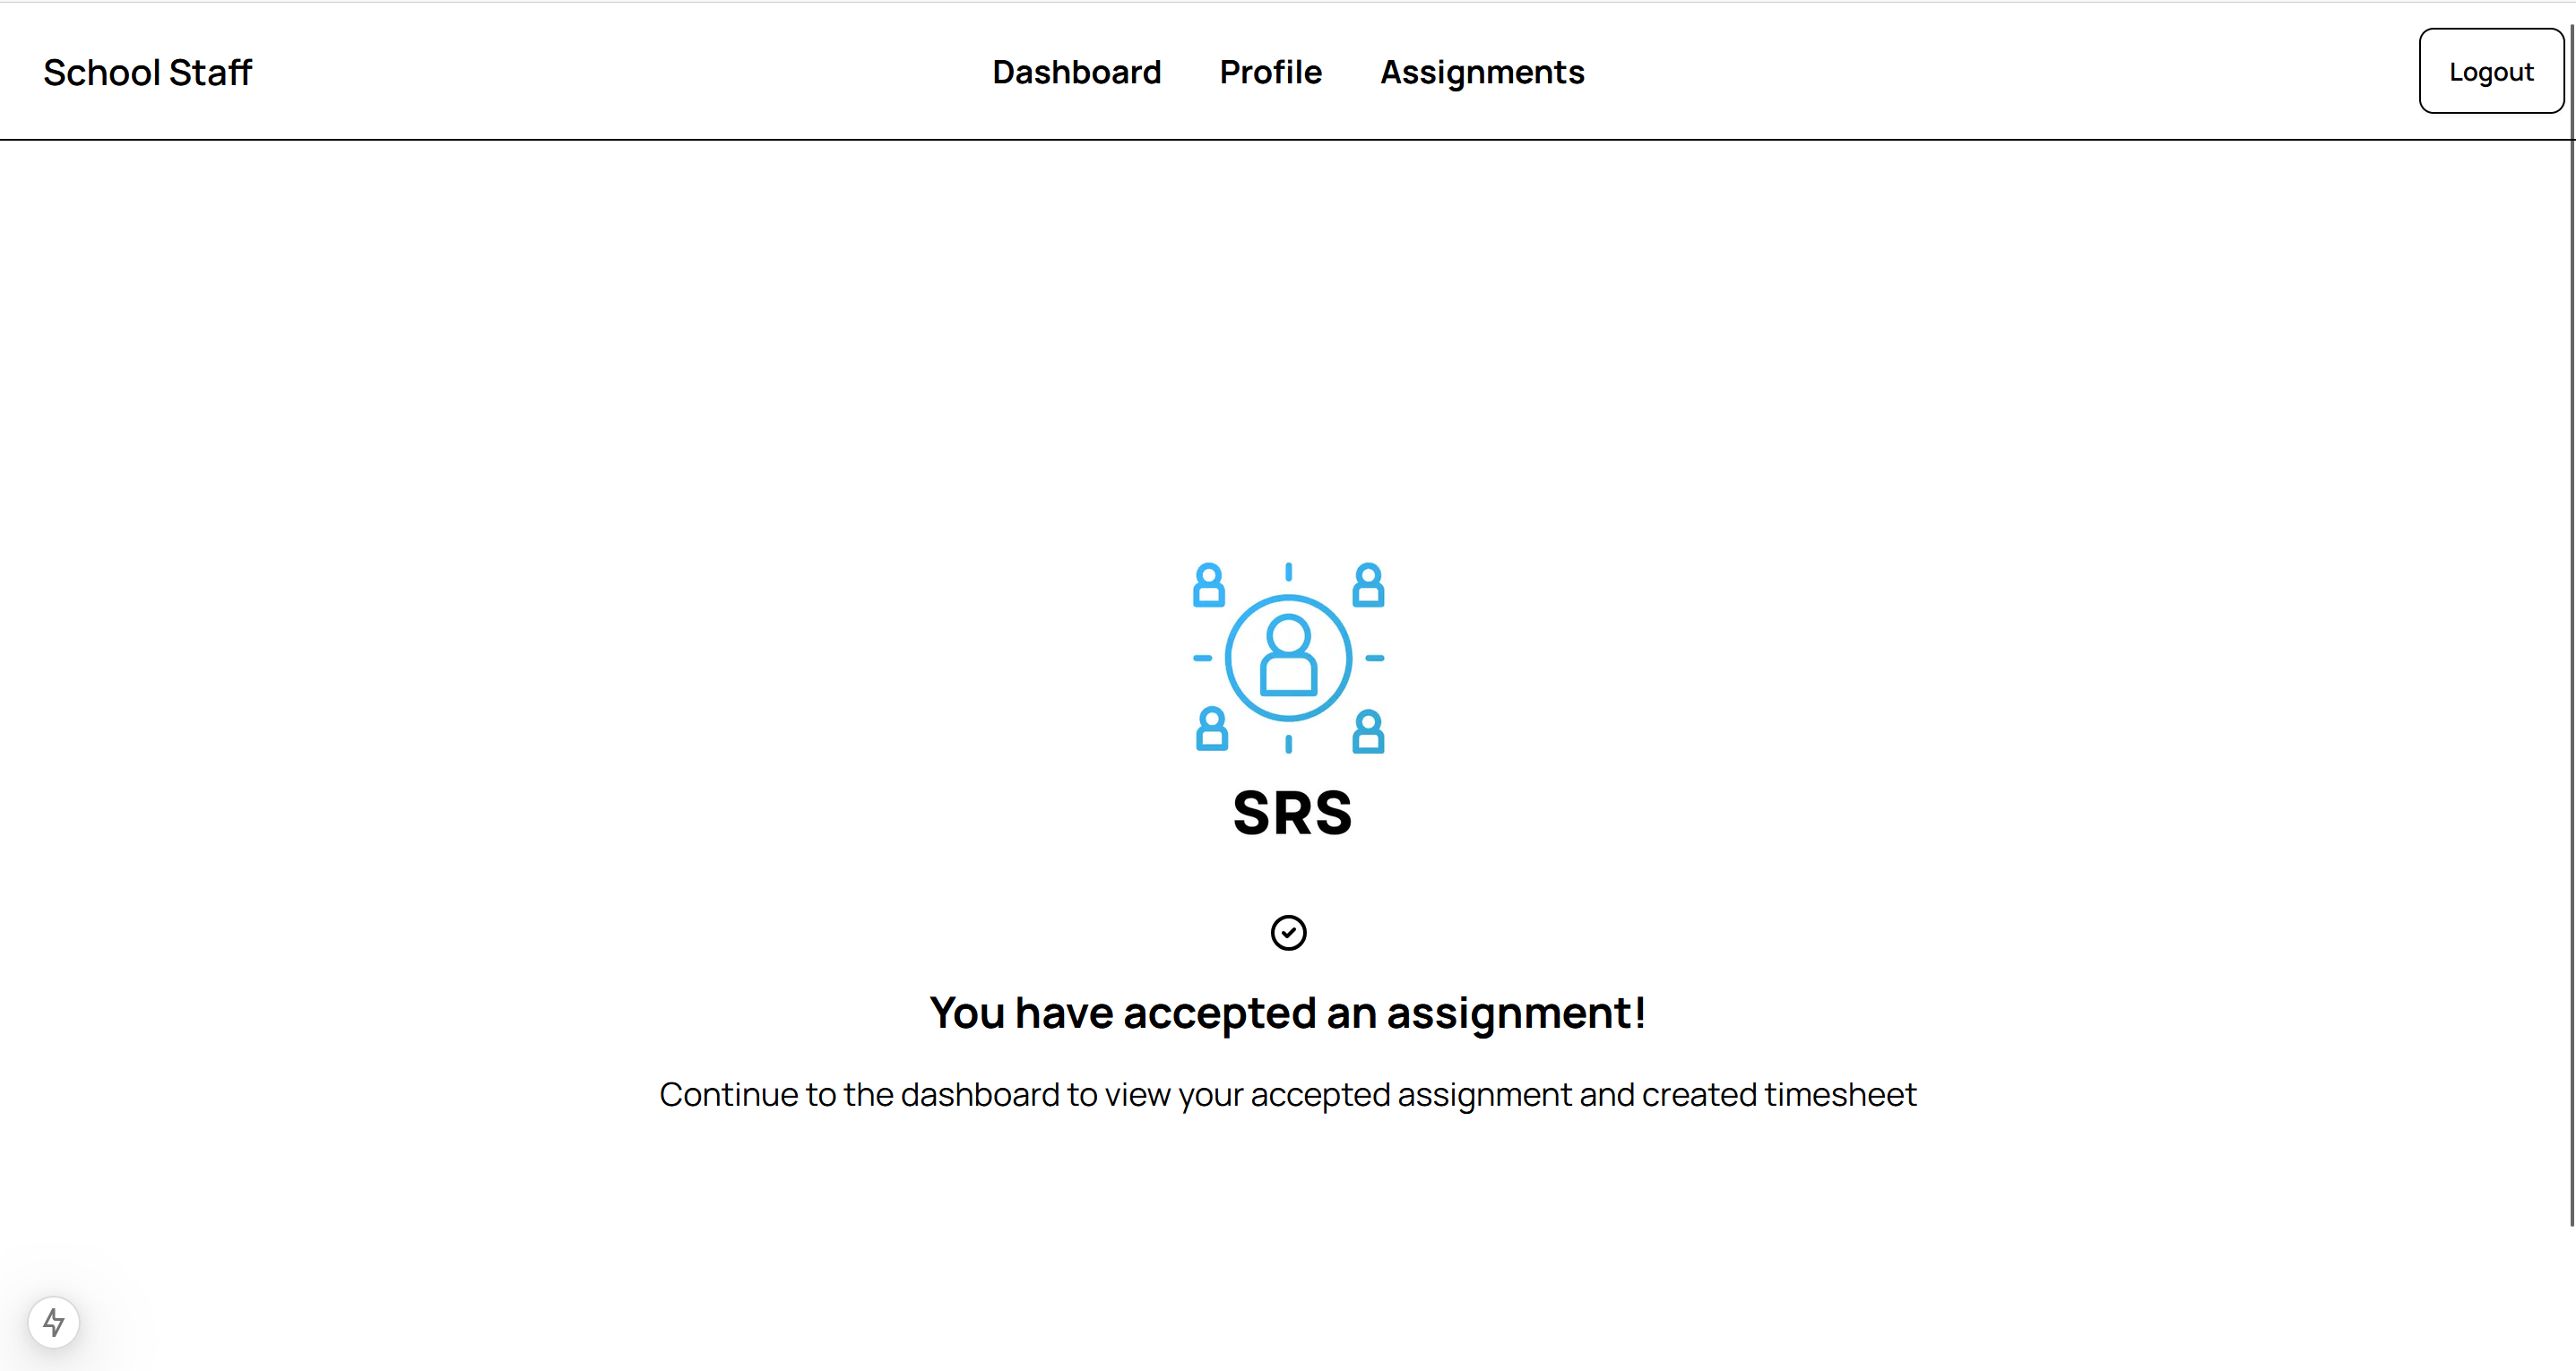 School Staff
Dashboard Profile Assignments
Logout
SRS
You have accepted an assignment!
Continue to the dashboard to view your accepted assignment and created timesheet